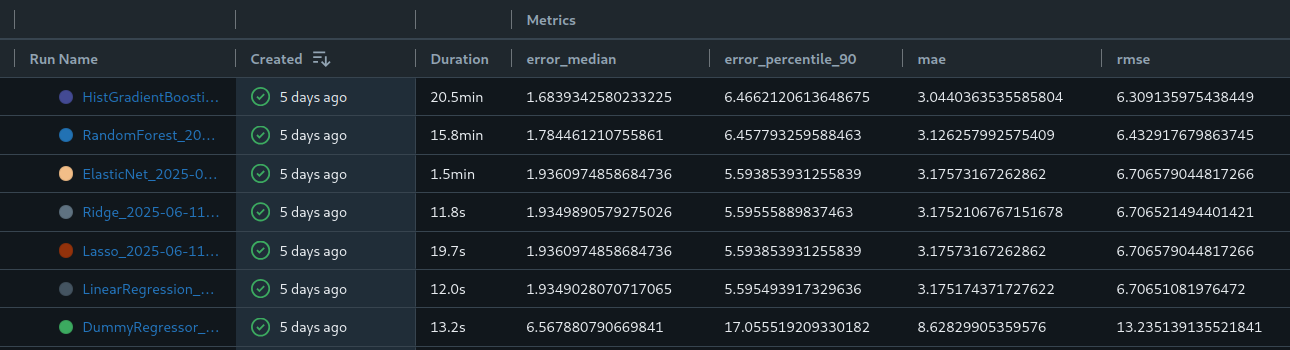 Metrics
Run Name Created Duration error_median error_percentile_90 mae rmse
HistGradientBoosti... 5 days ago 20.5min 1.6839342580233225 6.4662120613648675 3.0440363535585804 6.309135975438449
RandomForest_20... 5 days ago 15.8min 1.784461210755861 6.457793259588463 3.126257992575409 6.432917679863745
ElasticNet_2025-0... 5 days ago 1.5min 1.9360974858684736 5.593853931255839 3.17573167262862 6.706579044817266
Ridge_2025-06-11... 5 days ago 11.8s 1.9349890579275026 5.59555889837463 3.1752106767151678 6.706521494401421
Lasso_2025-06-11... 5 days ago 19.7s 1.9360974858684736 5.593853931255839 3.17573167262862 6.706579044817266
LinearRegression_... 5 days ago 12.0s 1.9349028070717065 5.595493917329636 3.175174371727622 6.70651081976472
DummyRegressor_... 5 days ago 13.2s 6.567880790669841 17.055519209330182 8.62829905359576 13.235139135521841